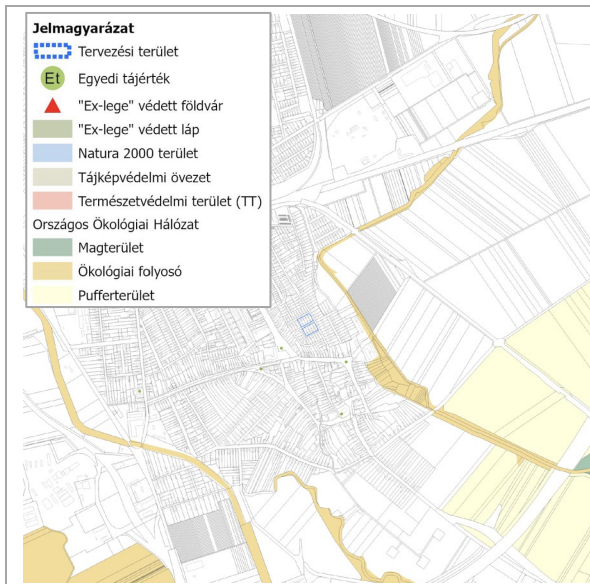 Jelmagyarázat
Tervezési terület
Et Egyedi tájérték
"Ex-lege" védett földvár
"Ex-lege" védett láp
Natura 2000 terület
Tájképvédelmi övezet
Természetvédelmi terület (TT)
Országos Ökológiai Hálózat
Magterület
Ökológiai folyosó
Pufferterület